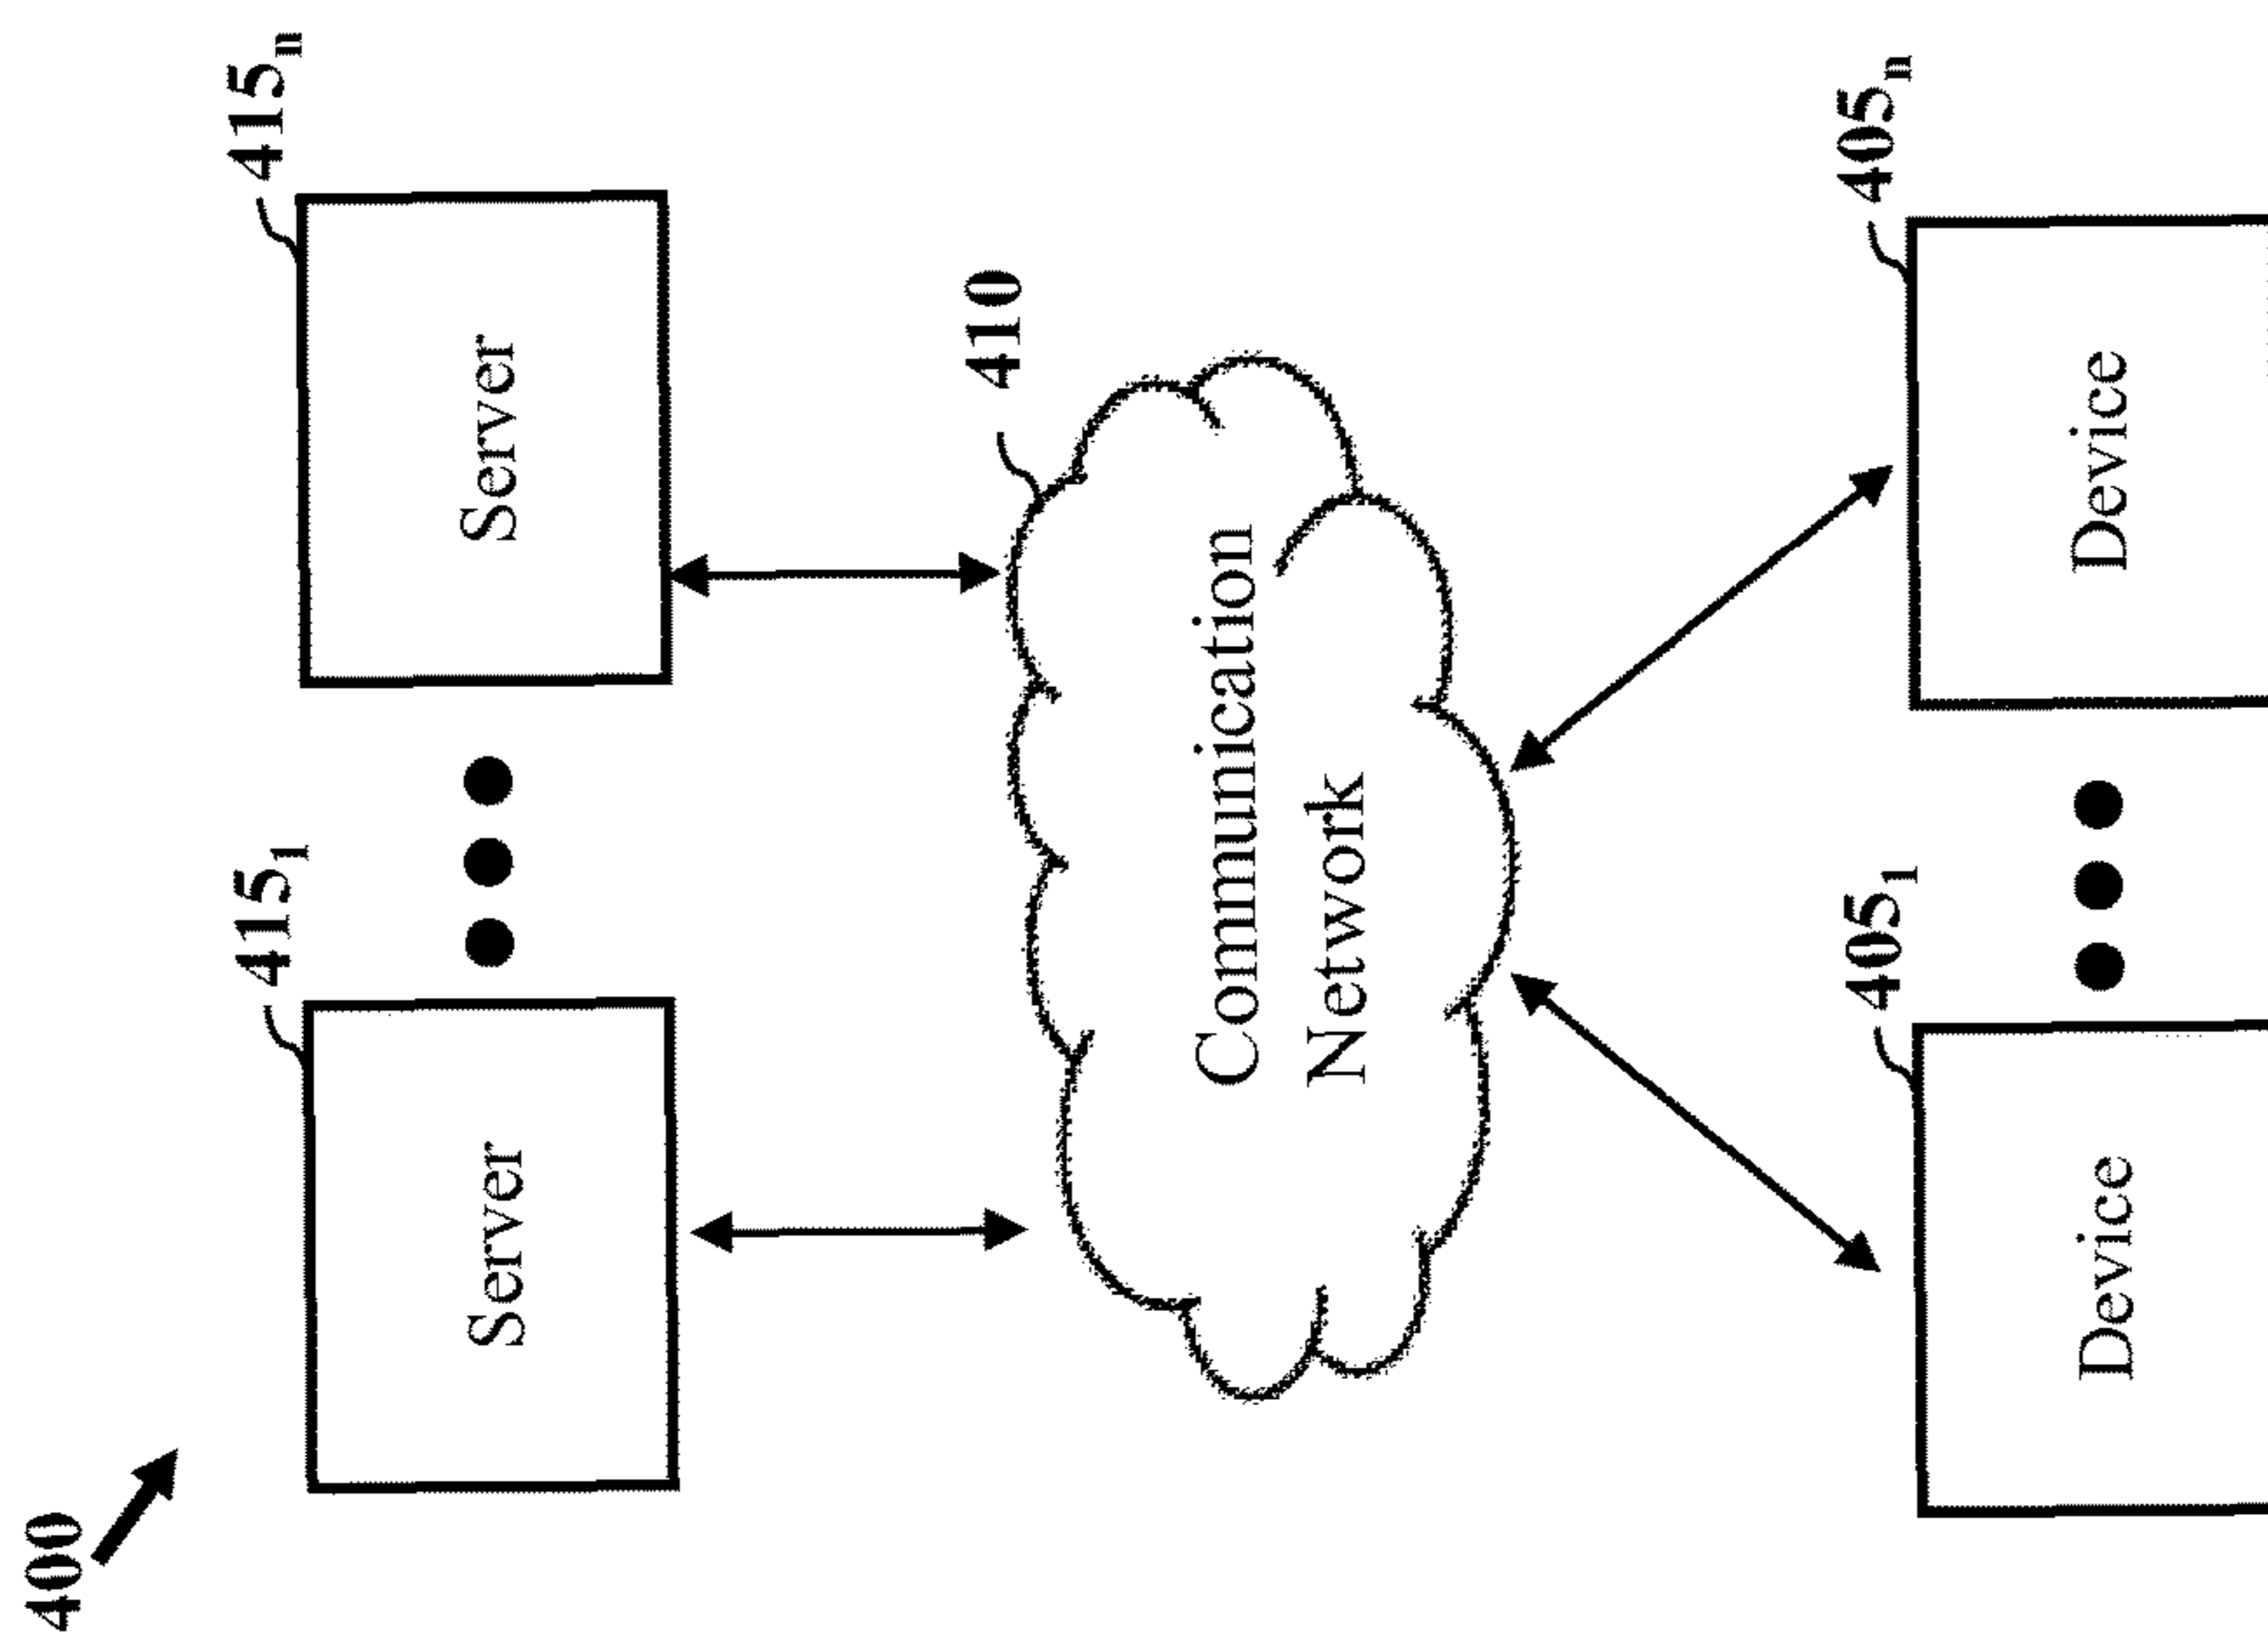 400
415₁
415ₙ
Server
Server
410
Communication
Network
405₁
405ₙ
Device
Device